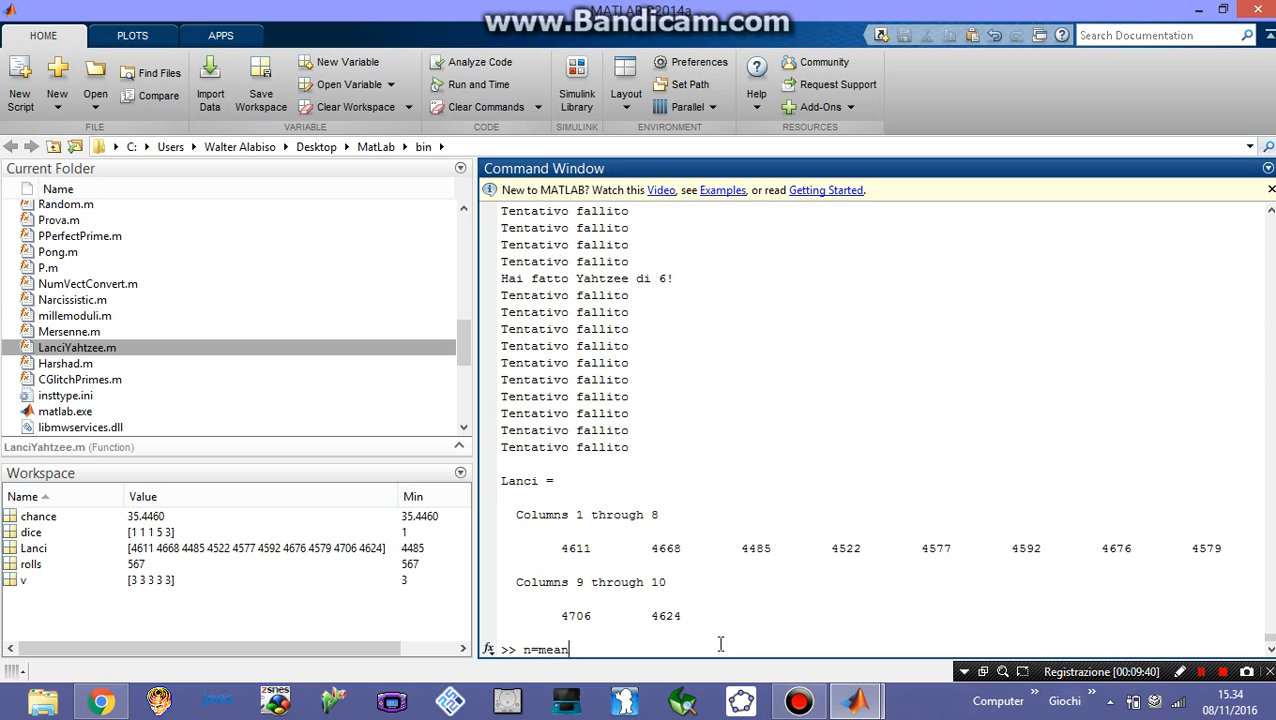 www.Bandicam.com
HOME PLOTS APPS
Search Documentation
New Script
New
Open
Find Files
Compare
FILE
Import Data
Save Workspace
New Variable
Open Variable
Clear Workspace
VARIABLE
Analyze Code
Run and Time
Clear Commands
CODE
Simulink Library
SIMULINK
Layout
Preferences
Set Path
Parallel
ENVIRONMENT
Help
Community
Request Support
Add-Ons
RESOURCES
C: Users Walter Alabiso Desktop MatLab bin
Current Folder
Name
Random.m
Prova.m
PPerfectPrime.m
Pong.m
P.m
NumVectConvert.m
Narcissistic.m
millemoduli.m
Mersenne.m
LanciYahtzee.m
Harshad.m
CGlitchPrimes.m
insttype.ini
matlab.exe
libmwservices.dll
LanciYahtzee.m (Function)
Workspace
Name Value Min
chance 35.4460 35.4460
dice [1 1 1 5 3] 1
Lanci [4611 4668 4485 4522 4577 4592 4676 4579 4706 4624] 4485
rolls 567 567
v [3 3 3 3 3] 3
Command Window
New to MATLAB? Watch this Video, see Examples, or read Getting Started.
Tentativo fallito
Tentativo fallito
Tentativo fallito
Tentativo fallito
Hai fatto Yahtzee di 6!
Tentativo fallito
Tentativo fallito
Tentativo fallito
Tentativo fallito
Tentativo fallito
Tentativo fallito
Tentativo fallito
Tentativo fallito
Tentativo fallito
Tentativo fallito
Lanci =
Columns 1 through 8
4611 4668 4485 4522 4577 4592 4676 4579
Columns 9 through 10
4706 4624
fx >> n=mean
Registrazione [00:09:40]
jnes
zsnes
Computer
Giochi
15.34
08/11/2016